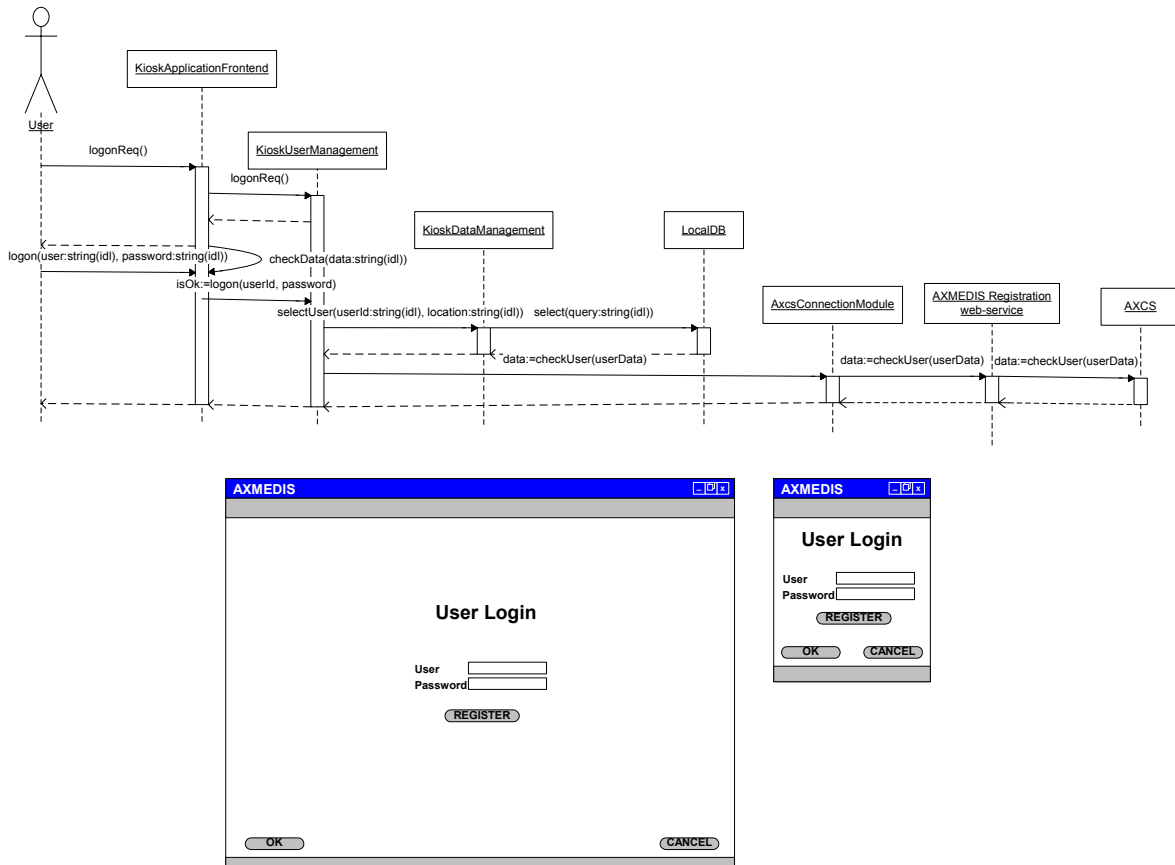 KioskApplicationFrontend
User
logonReq()
KioskUserManagement
logonReq()
KioskDataManagement
LocalDB
logon(user:string(idl), password:string(idl))
checkData(data:string(idl))
isOk:=logon(userId, password)
selectUser(userId:string(idl), location:string(idl))
select(query:string(idl))
AxcsConnectionModule
AXMEDIS Registration
web-service
AXCS
data:=checkUser(userData)
data:=checkUser(userData)
data:=checkUser(userData)
AXMEDIS
User Login
User
Password
REGISTER
OK
CANCEL
AXMEDIS
User Login
User
Password
REGISTER
OK
CANCEL